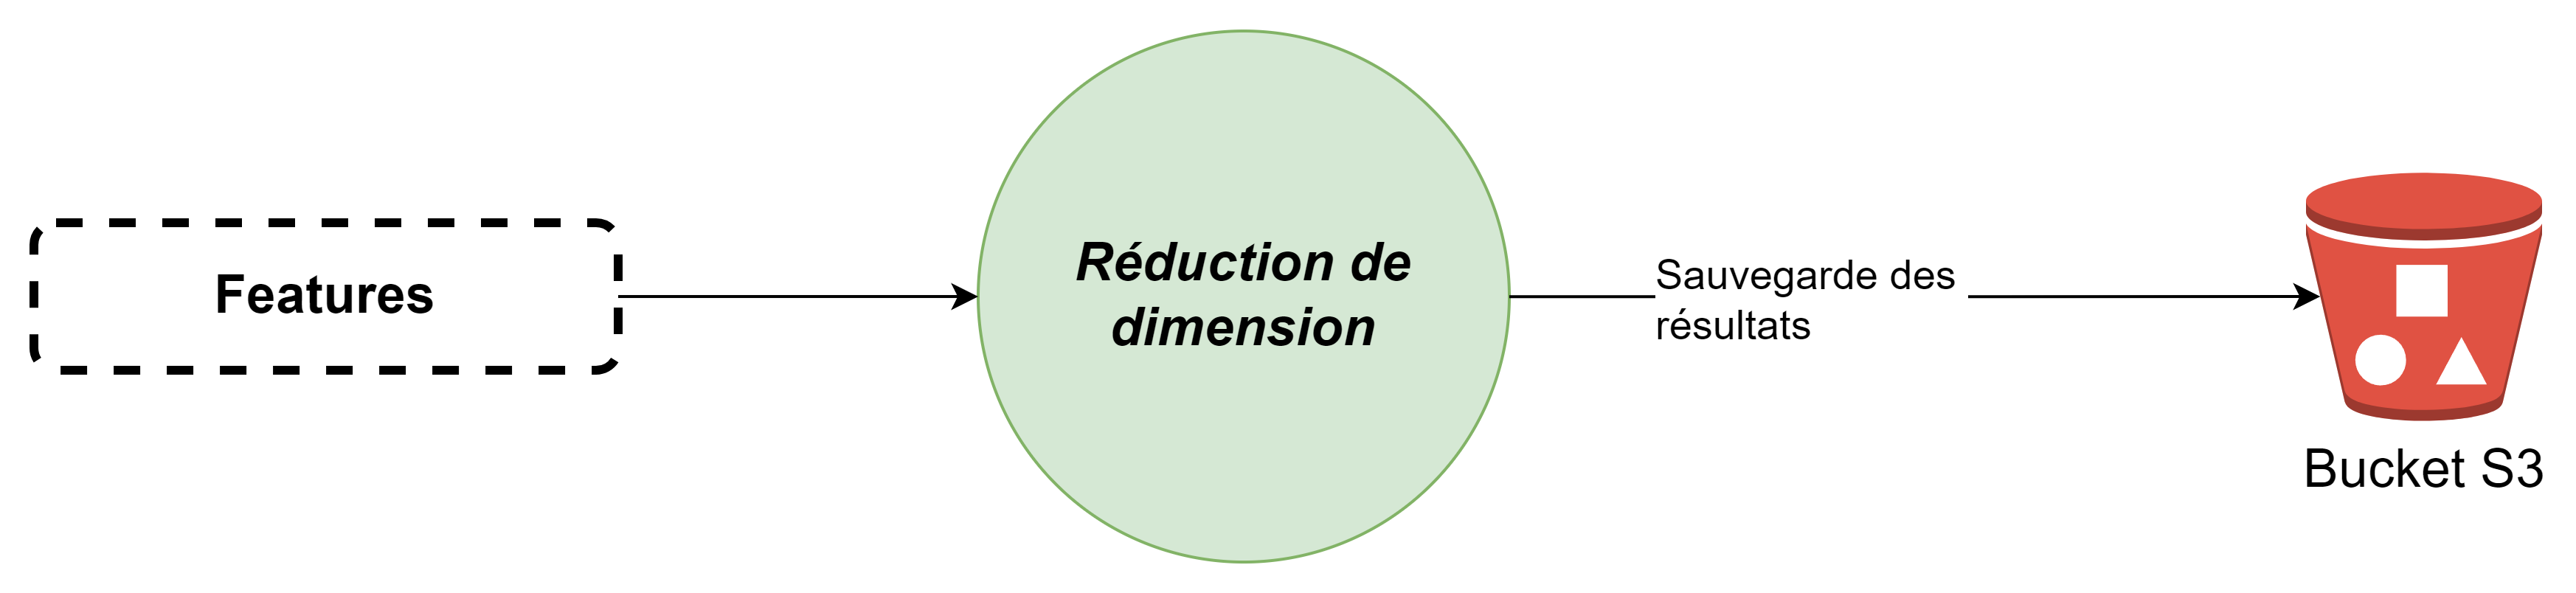 Features
Réduction de
dimension
Sauvegarde des
résultats
Bucket S3